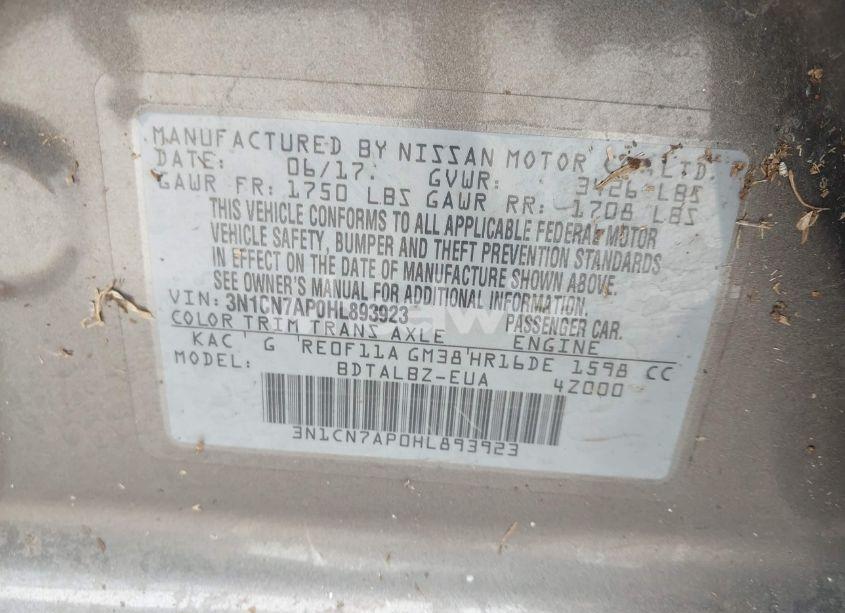 MANUFACTURED BY NISSAN MOTOR CO., LTD.
DATE: 06/17 GVWR: 3426 LBS
GAWR FR: 1750 LBS GAWR RR: 1708 LBS
THIS VEHICLE CONFORMS TO ALL APPLICABLE FEDERAL MOTOR
VEHICLE SAFETY, BUMPER AND THEFT PREVENTION STANDARDS
IN EFFECT ON THE DATE OF MANUFACTURE SHOWN ABOVE.
SEE OWNER'S MANUAL FOR ADDITIONAL INFORMATION.
VIN: 3N1CN7AP0HL893923 PASSENGER CAR.
COLOR TRIM TRANS AXLE ENGINE
KAC G RE0F11A GM38 HR16DE 1598 CC
MODEL: BDTALBZ-EUA 4Z000
3N1CN7AP0HL893923